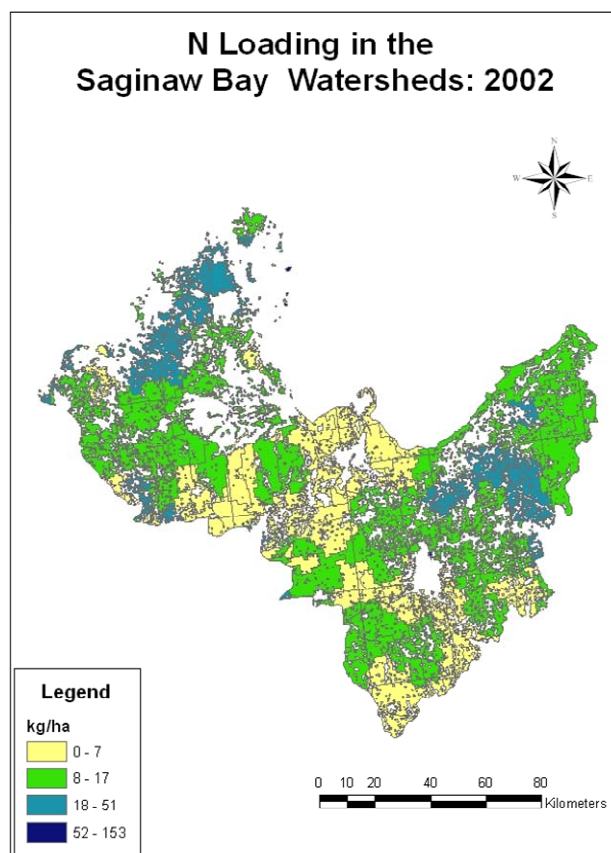 N Loading in the
Saginaw Bay Watersheds: 2002
N
W E
S
Legend
kg/ha
0 - 7
8 - 17
18 - 51
52 - 153
0 10 20 40 60 80
Kilometers